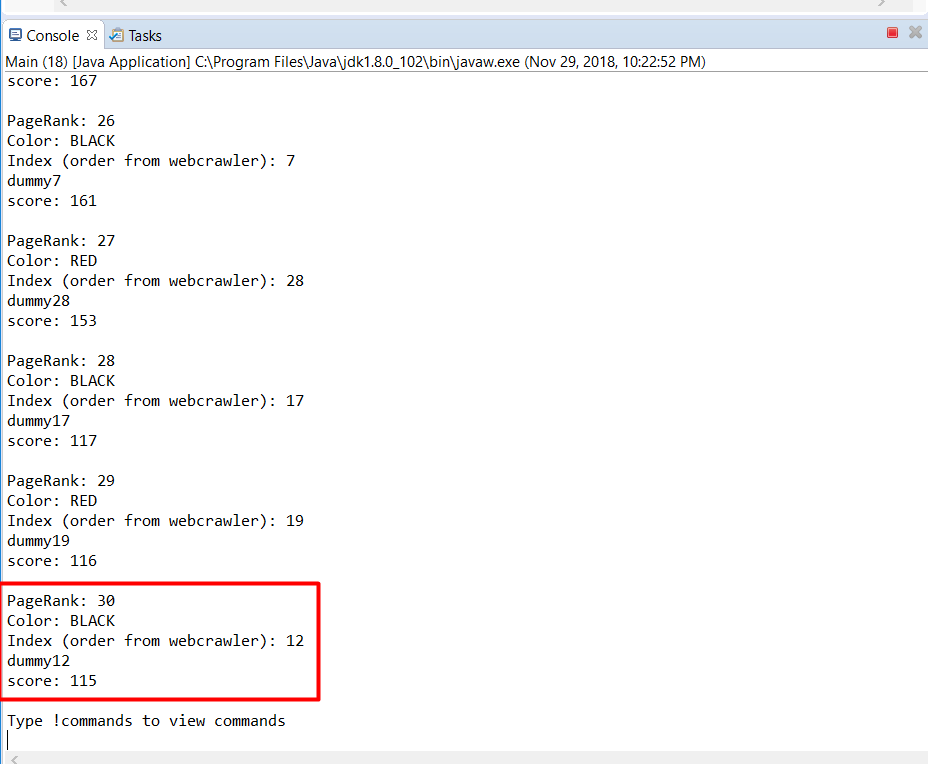 Console Tasks
Main (18) [Java Application] C:\Program Files\Java\jdk1.8.0_102\bin\javaw.exe (Nov 29, 2018, 10:22:52 PM)
score: 167
PageRank: 26
Color: BLACK
Index (order from webcrawler): 7
dummy7
score: 161
PageRank: 27
Color: RED
Index (order from webcrawler): 28
dummy28
score: 153
PageRank: 28
Color: BLACK
Index (order from webcrawler): 17
dummy17
score: 117
PageRank: 29
Color: RED
Index (order from webcrawler): 19
dummy19
score: 116
PageRank: 30
Color: BLACK
Index (order from webcrawler): 12
dummy12
score: 115
Type !commands to view commands